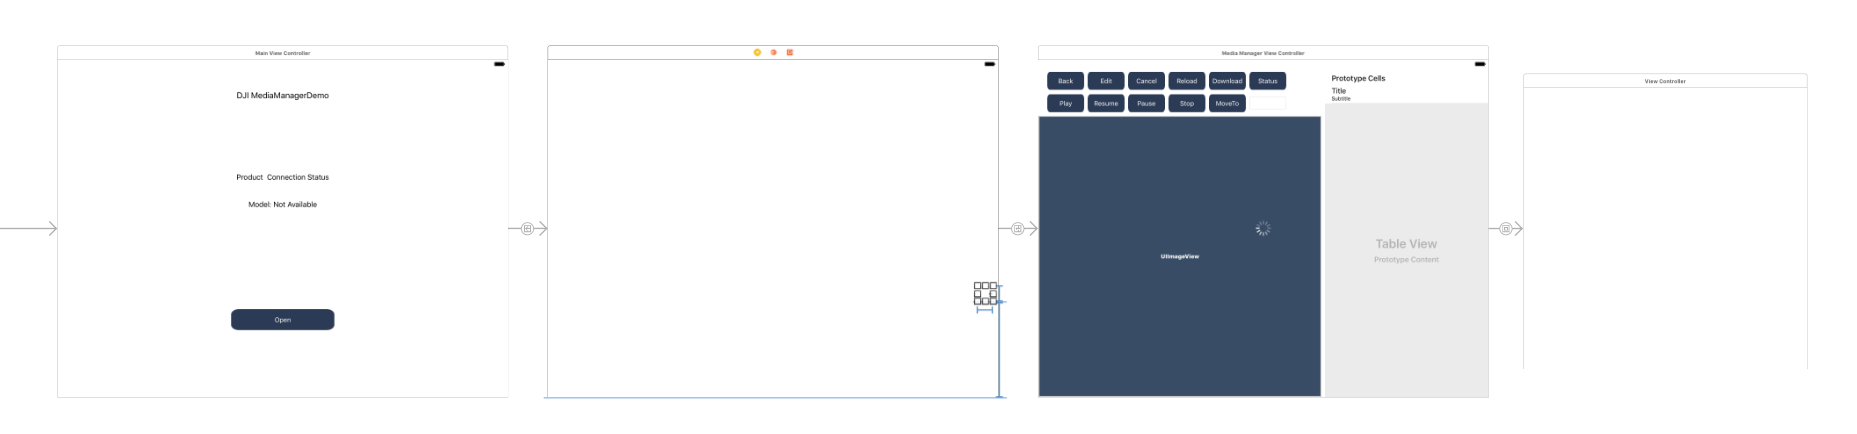 Main View Controller
DJI MediaManagerDemo
Product Connection Status
Model: Not Available
Open
Media Manager View Controller
Back Edit Cancel Reload Download Status
Play Resume Pause Stop MoveTo
UIImageView
Prototype Cells
Title
Subtitle
Table View
Prototype Content
View Controller